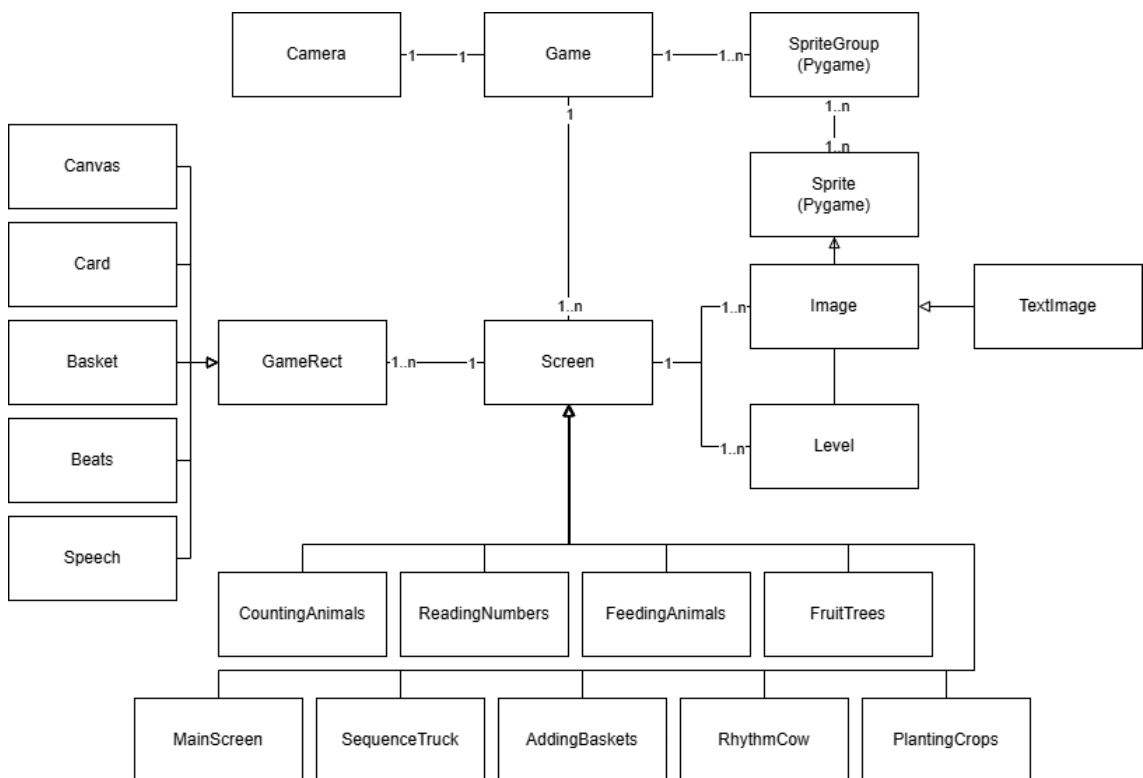 Camera
1
1
Game
1
1..n
SpriteGroup
(Pygame)
1
1..n
1..n
Canvas
Sprite
(Pygame)
Card
1..n
Image
TextImage
1..n
Basket
GameRect
1..n
1
Screen
1
Beats
1..n
Level
Speech
CountingAnimals
ReadingNumbers
FeedingAnimals
FruitTrees
MainScreen
SequenceTruck
AddingBaskets
RhythmCow
PlantingCrops